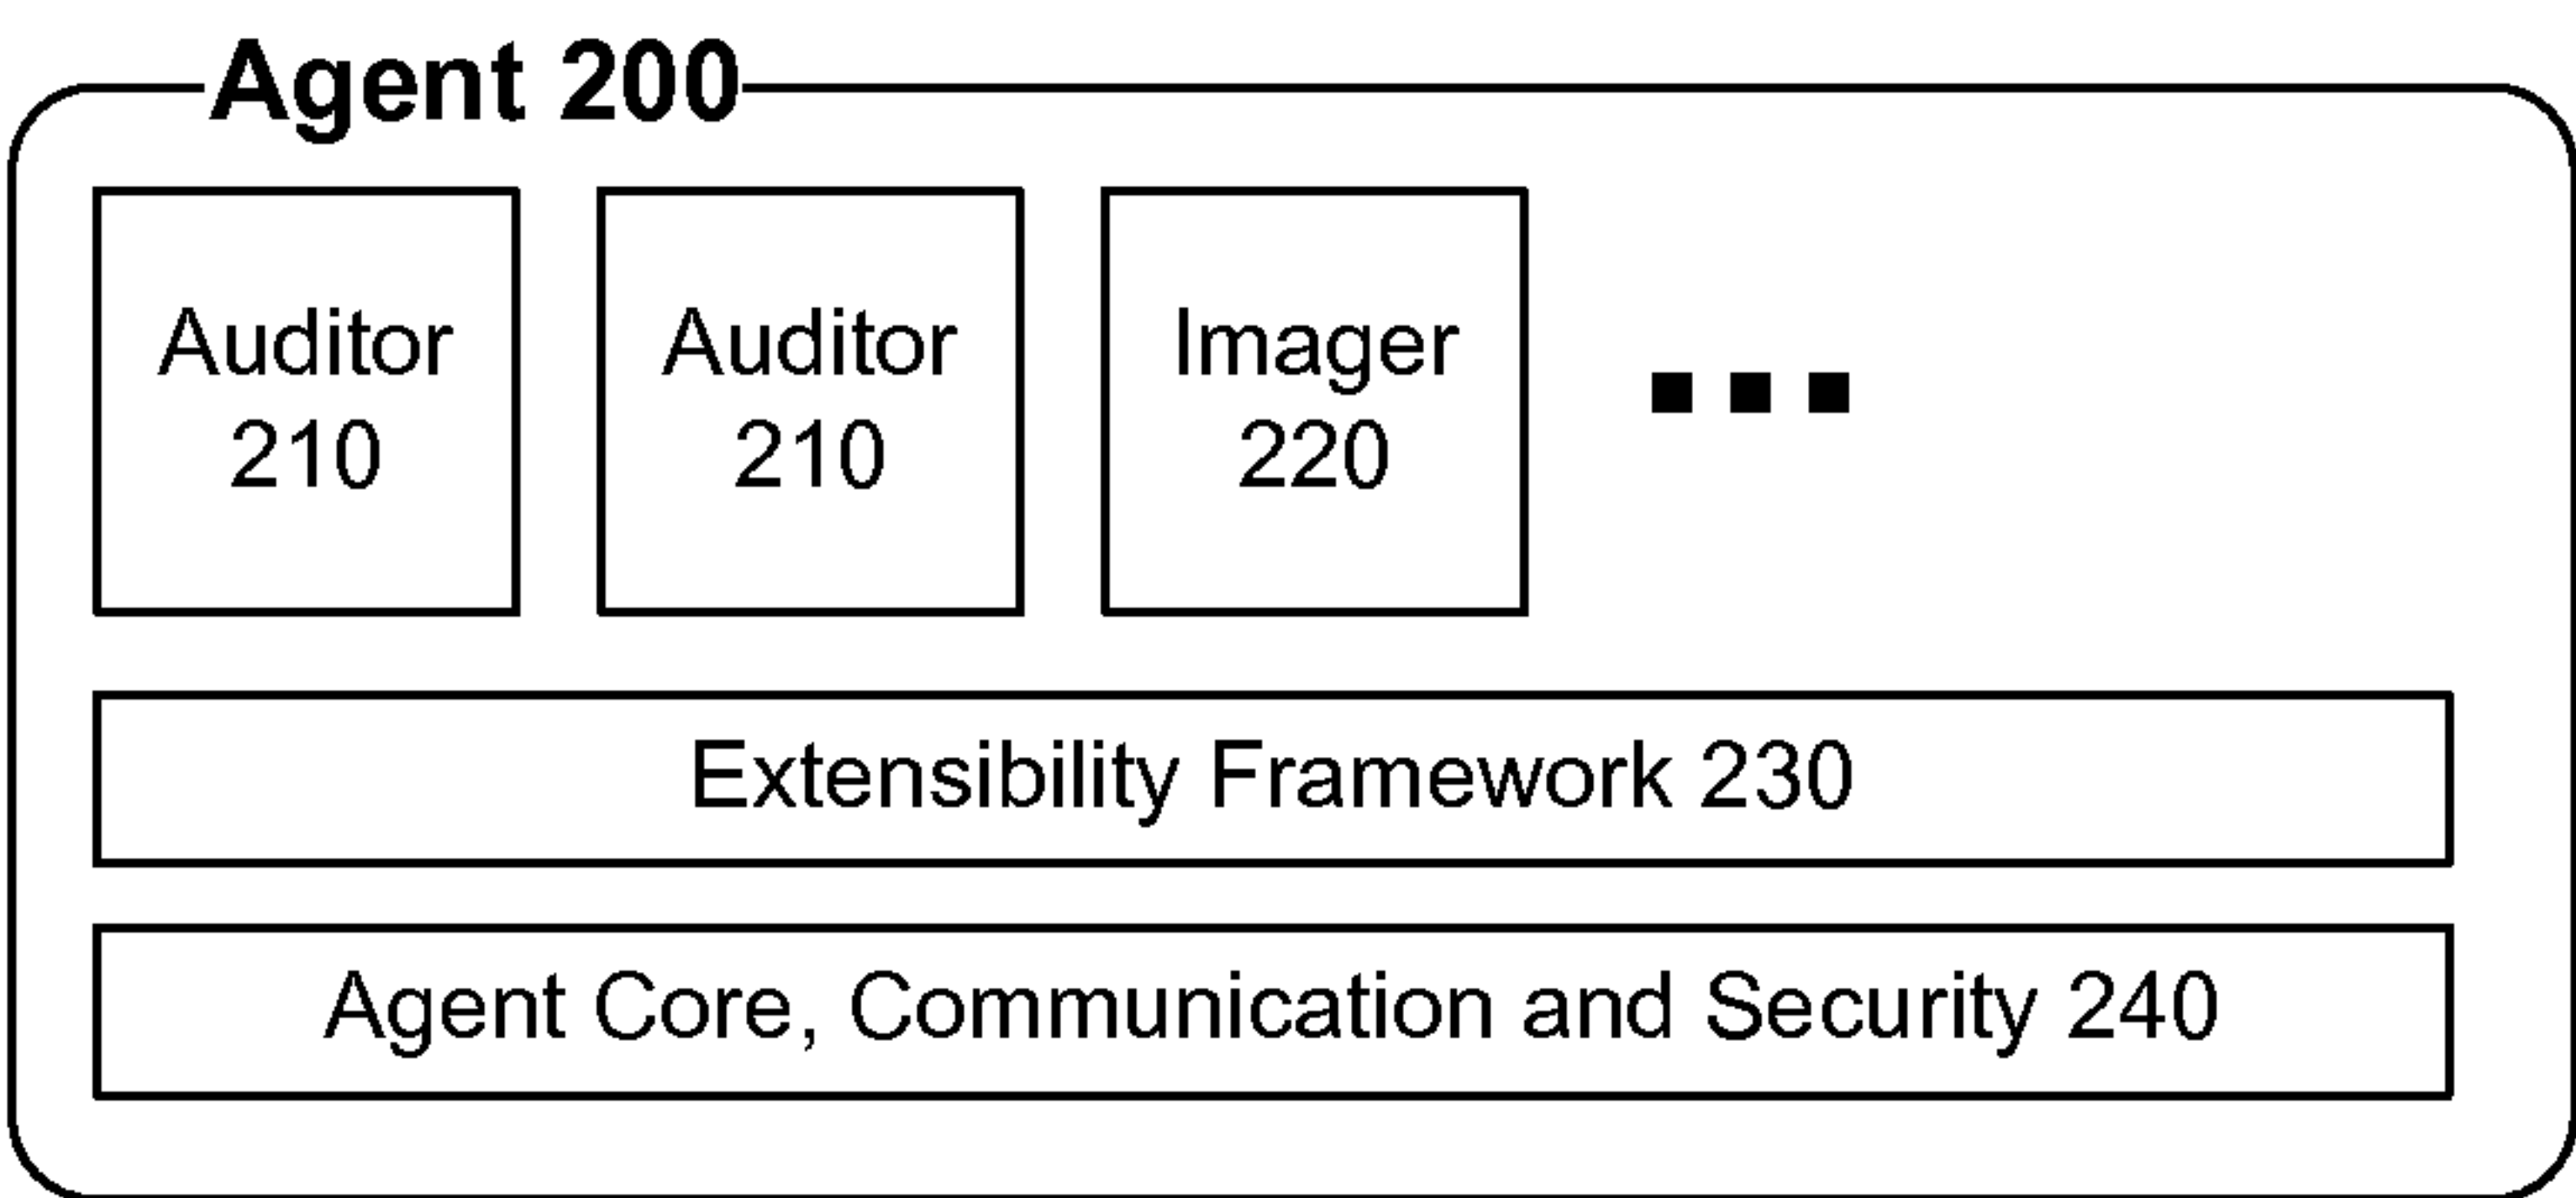 Agent 200
Auditor
210
Auditor
210
Imager
220
Extensibility Framework 230
Agent Core, Communication and Security 240